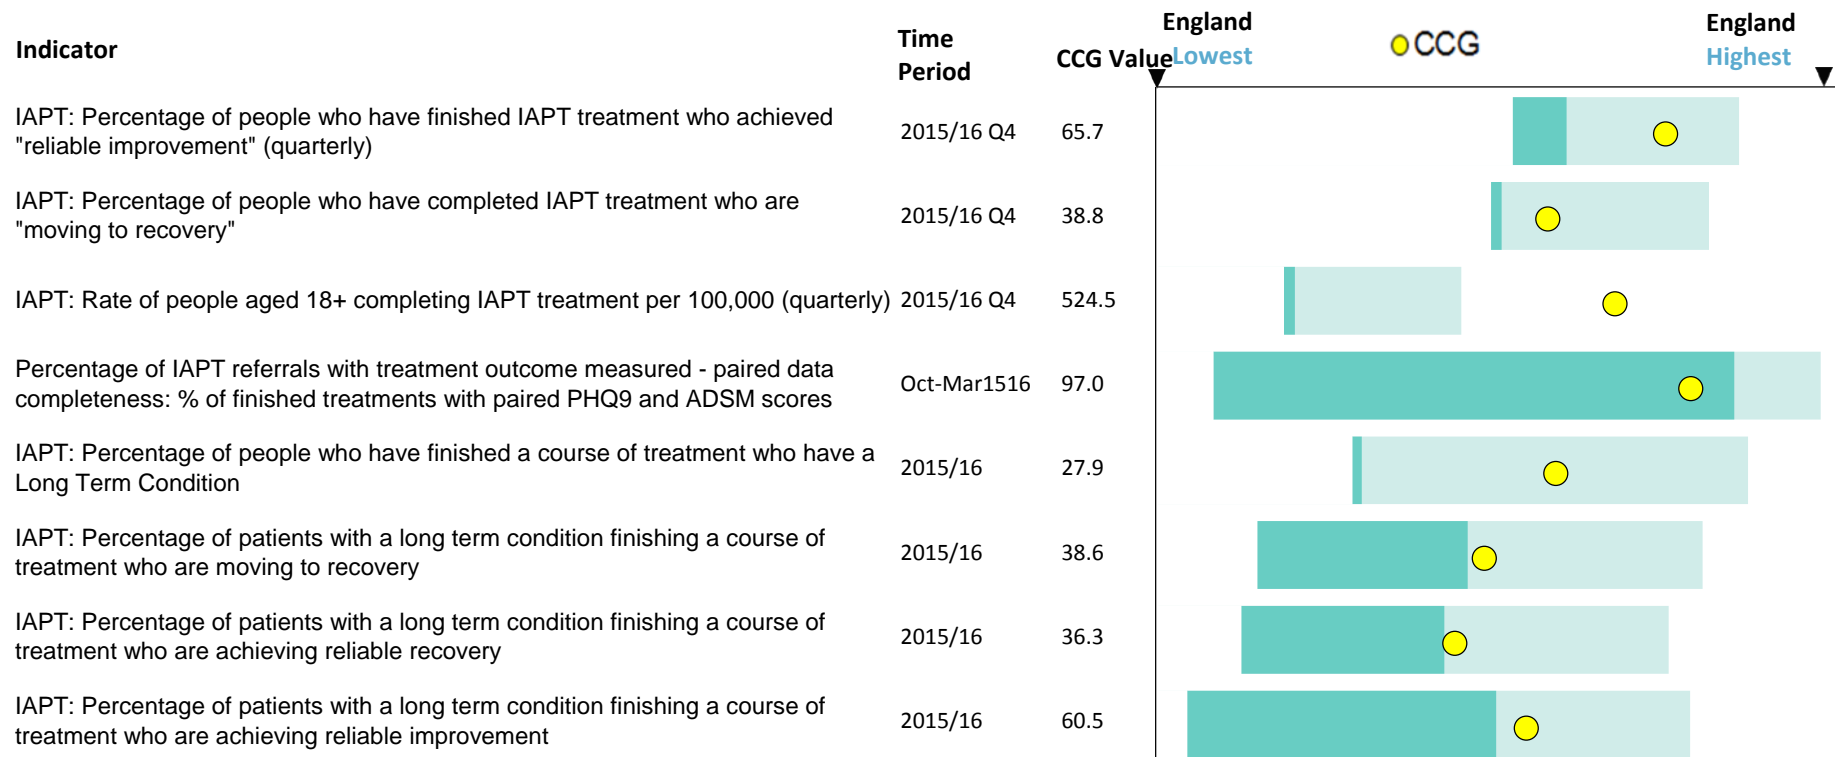 Indicator
Time
Period
CCG Value
England
Lowest
CCG
England
Highest
IAPT: Percentage of people who have finished IAPT treatment who achieved
"reliable improvement" (quarterly)
2015/16 Q4
65.7
IAPT: Percentage of people who have completed IAPT treatment who are
"moving to recovery"
2015/16 Q4
38.8
IAPT: Rate of people aged 18+ completing IAPT treatment per 100,000 (quarterly)
2015/16 Q4
524.5
Percentage of IAPT referrals with treatment outcome measured - paired data
completeness: % of finished treatments with paired PHQ9 and ADSM scores
Oct-Mar1516
97.0
IAPT: Percentage of people who have finished a course of treatment who have a
Long Term Condition
2015/16
27.9
IAPT: Percentage of patients with a long term condition finishing a course of
treatment who are moving to recovery
2015/16
38.6
IAPT: Percentage of patients with a long term condition finishing a course of
treatment who are achieving reliable recovery
2015/16
36.3
IAPT: Percentage of patients with a long term condition finishing a course of
treatment who are achieving reliable improvement
2015/16
60.5